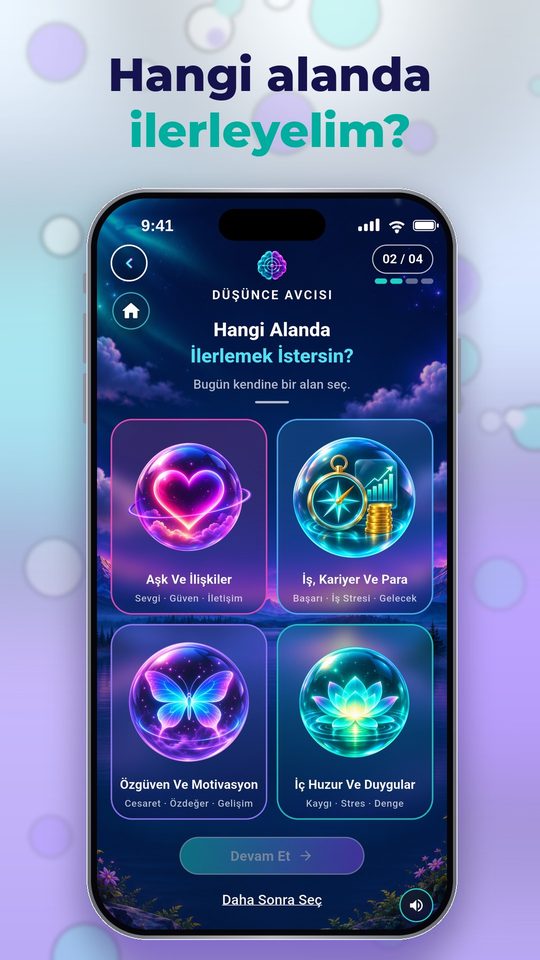 Hangi alanda
ilerleyelim?
9:41
02 / 04
DÜŞÜNCE AVCISI
Hangi Alanda
İlerlemek İstersin?
Bugün kendine bir alan seç.
Aşk Ve İlişkiler
Sevgi · Güven · İletişim
İş, Kariyer Ve Para
Başarı · İş Stresi · Gelecek
Özgüven Ve Motivasyon
Cesaret · Özdeğer · Gelişim
İç Huzur Ve Duygular
Kaygı · Stres · Denge
Devam Et →
Daha Sonra Seç